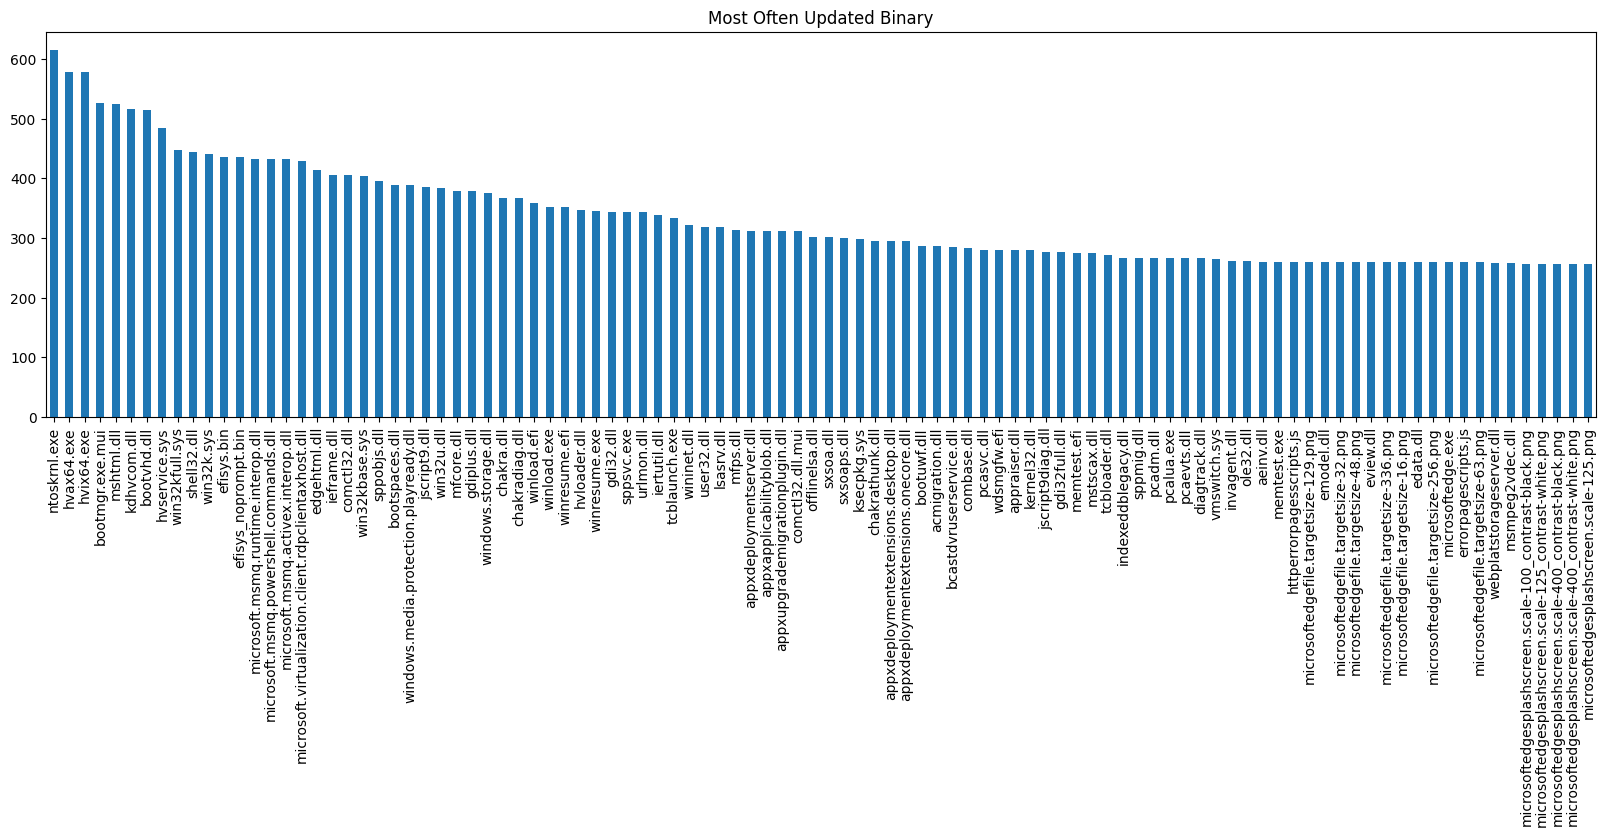 Most Often Updated Binary
600
500
400
300
200
100
0
ntoskrnl.exe
hvax64.exe
hvix64.exe
bootmgr.exe.mui
mshtml.dll
kdhvcom.dll
bootvhd.dll
hvservice.sys
win32kfull.sys
shell32.dll
win32k.sys
efisys.bin
efisys_noprompt.bin
microsoft.msmq.runtime.interop.dll
microsoft.msmq.powershell.commands.dll
microsoft.msmq.activex.interop.dll
microsoft.virtualization.client.rdpclientaxhost.dll
edgehtml.dll
ieframe.dll
comctl32.dll
win32kbase.sys
sppobjs.dll
bootspaces.dll
windows.media.protection.playready.dll
jscript9.dll
win32u.dll
mfcore.dll
gdiplus.dll
windows.storage.dll
chakra.dll
chakradiag.dll
winload.efi
winload.exe
winresume.efi
hvloader.dll
winresume.exe
gdi32.dll
sppsvc.exe
urlmon.dll
iertutil.dll
tcblaunch.exe
wininet.dll
user32.dll
lsasrv.dll
mfps.dll
appxdeploymentserver.dll
appxapplicabilityblob.dll
appxupgrademigrationplugin.dll
comctl32.dll.mui
offlinelsa.dll
sxsoa.dll
sxsoaps.dll
ksecpkg.sys
chakrathunk.dll
appxdeploymentextensions.desktop.dll
appxdeploymentextensions.onecore.dll
bootuwf.dll
acmigration.dll
bcastdvruserservice.dll
combase.dll
pcasvc.dll
wdsmgfw.efi
appraiser.dll
kernel32.dll
jscript9diag.dll
gdi32full.dll
memtest.efi
mstscax.dll
tcbloader.dll
indexeddblegacy.dll
sppmig.dll
pcadm.dll
pcalua.exe
pcaevts.dll
diagtrack.dll
vmswitch.sys
invagent.dll
ole32.dll
aeinv.dll
memtest.exe
httperrorpagesscripts.js
microsoftedgefile.targetsize-129.png
emodel.dll
microsoftedgefile.targetsize-32.png
microsoftedgefile.targetsize-48.png
eview.dll
microsoftedgefile.targetsize-336.png
microsoftedgefile.targetsize-16.png
edata.dll
microsoftedgefile.targetsize-256.png
microsoftedge.exe
errorpagescripts.js
microsoftedgefile.targetsize-63.png
webplatstorageserver.dll
msmpeg2vdec.dll
microsoftedgesplashscreen.scale-100_contrast-black.png
microsoftedgesplashscreen.scale-125_contrast-white.png
microsoftedgesplashscreen.scale-400_contrast-black.png
microsoftedgesplashscreen.scale-400_contrast-white.png
microsoftedgesplashscreen.scale-125.png